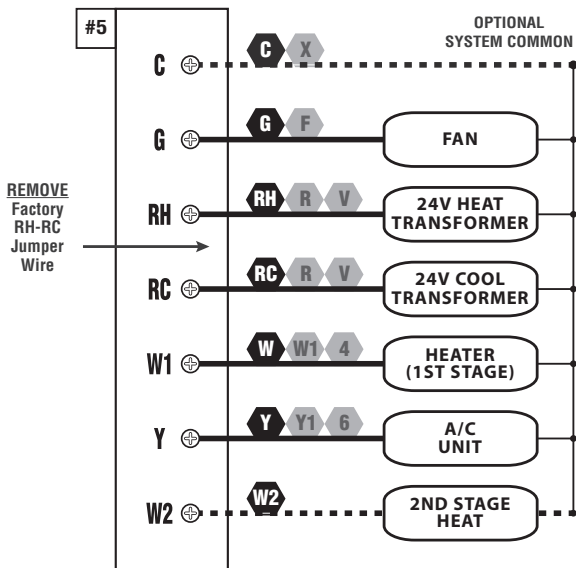 #5
OPTIONAL
SYSTEM COMMON
C C X
G G F FAN
REMOVE
Factory
RH-RC
Jumper
Wire
RH RH R V 24V HEAT
TRANSFORMER
RC RC R V 24V COOL
TRANSFORMER
W1 W W1 4 HEATER
(1ST STAGE)
Y Y Y1 6 A/C
UNIT
W2 W2 2ND STAGE
HEAT